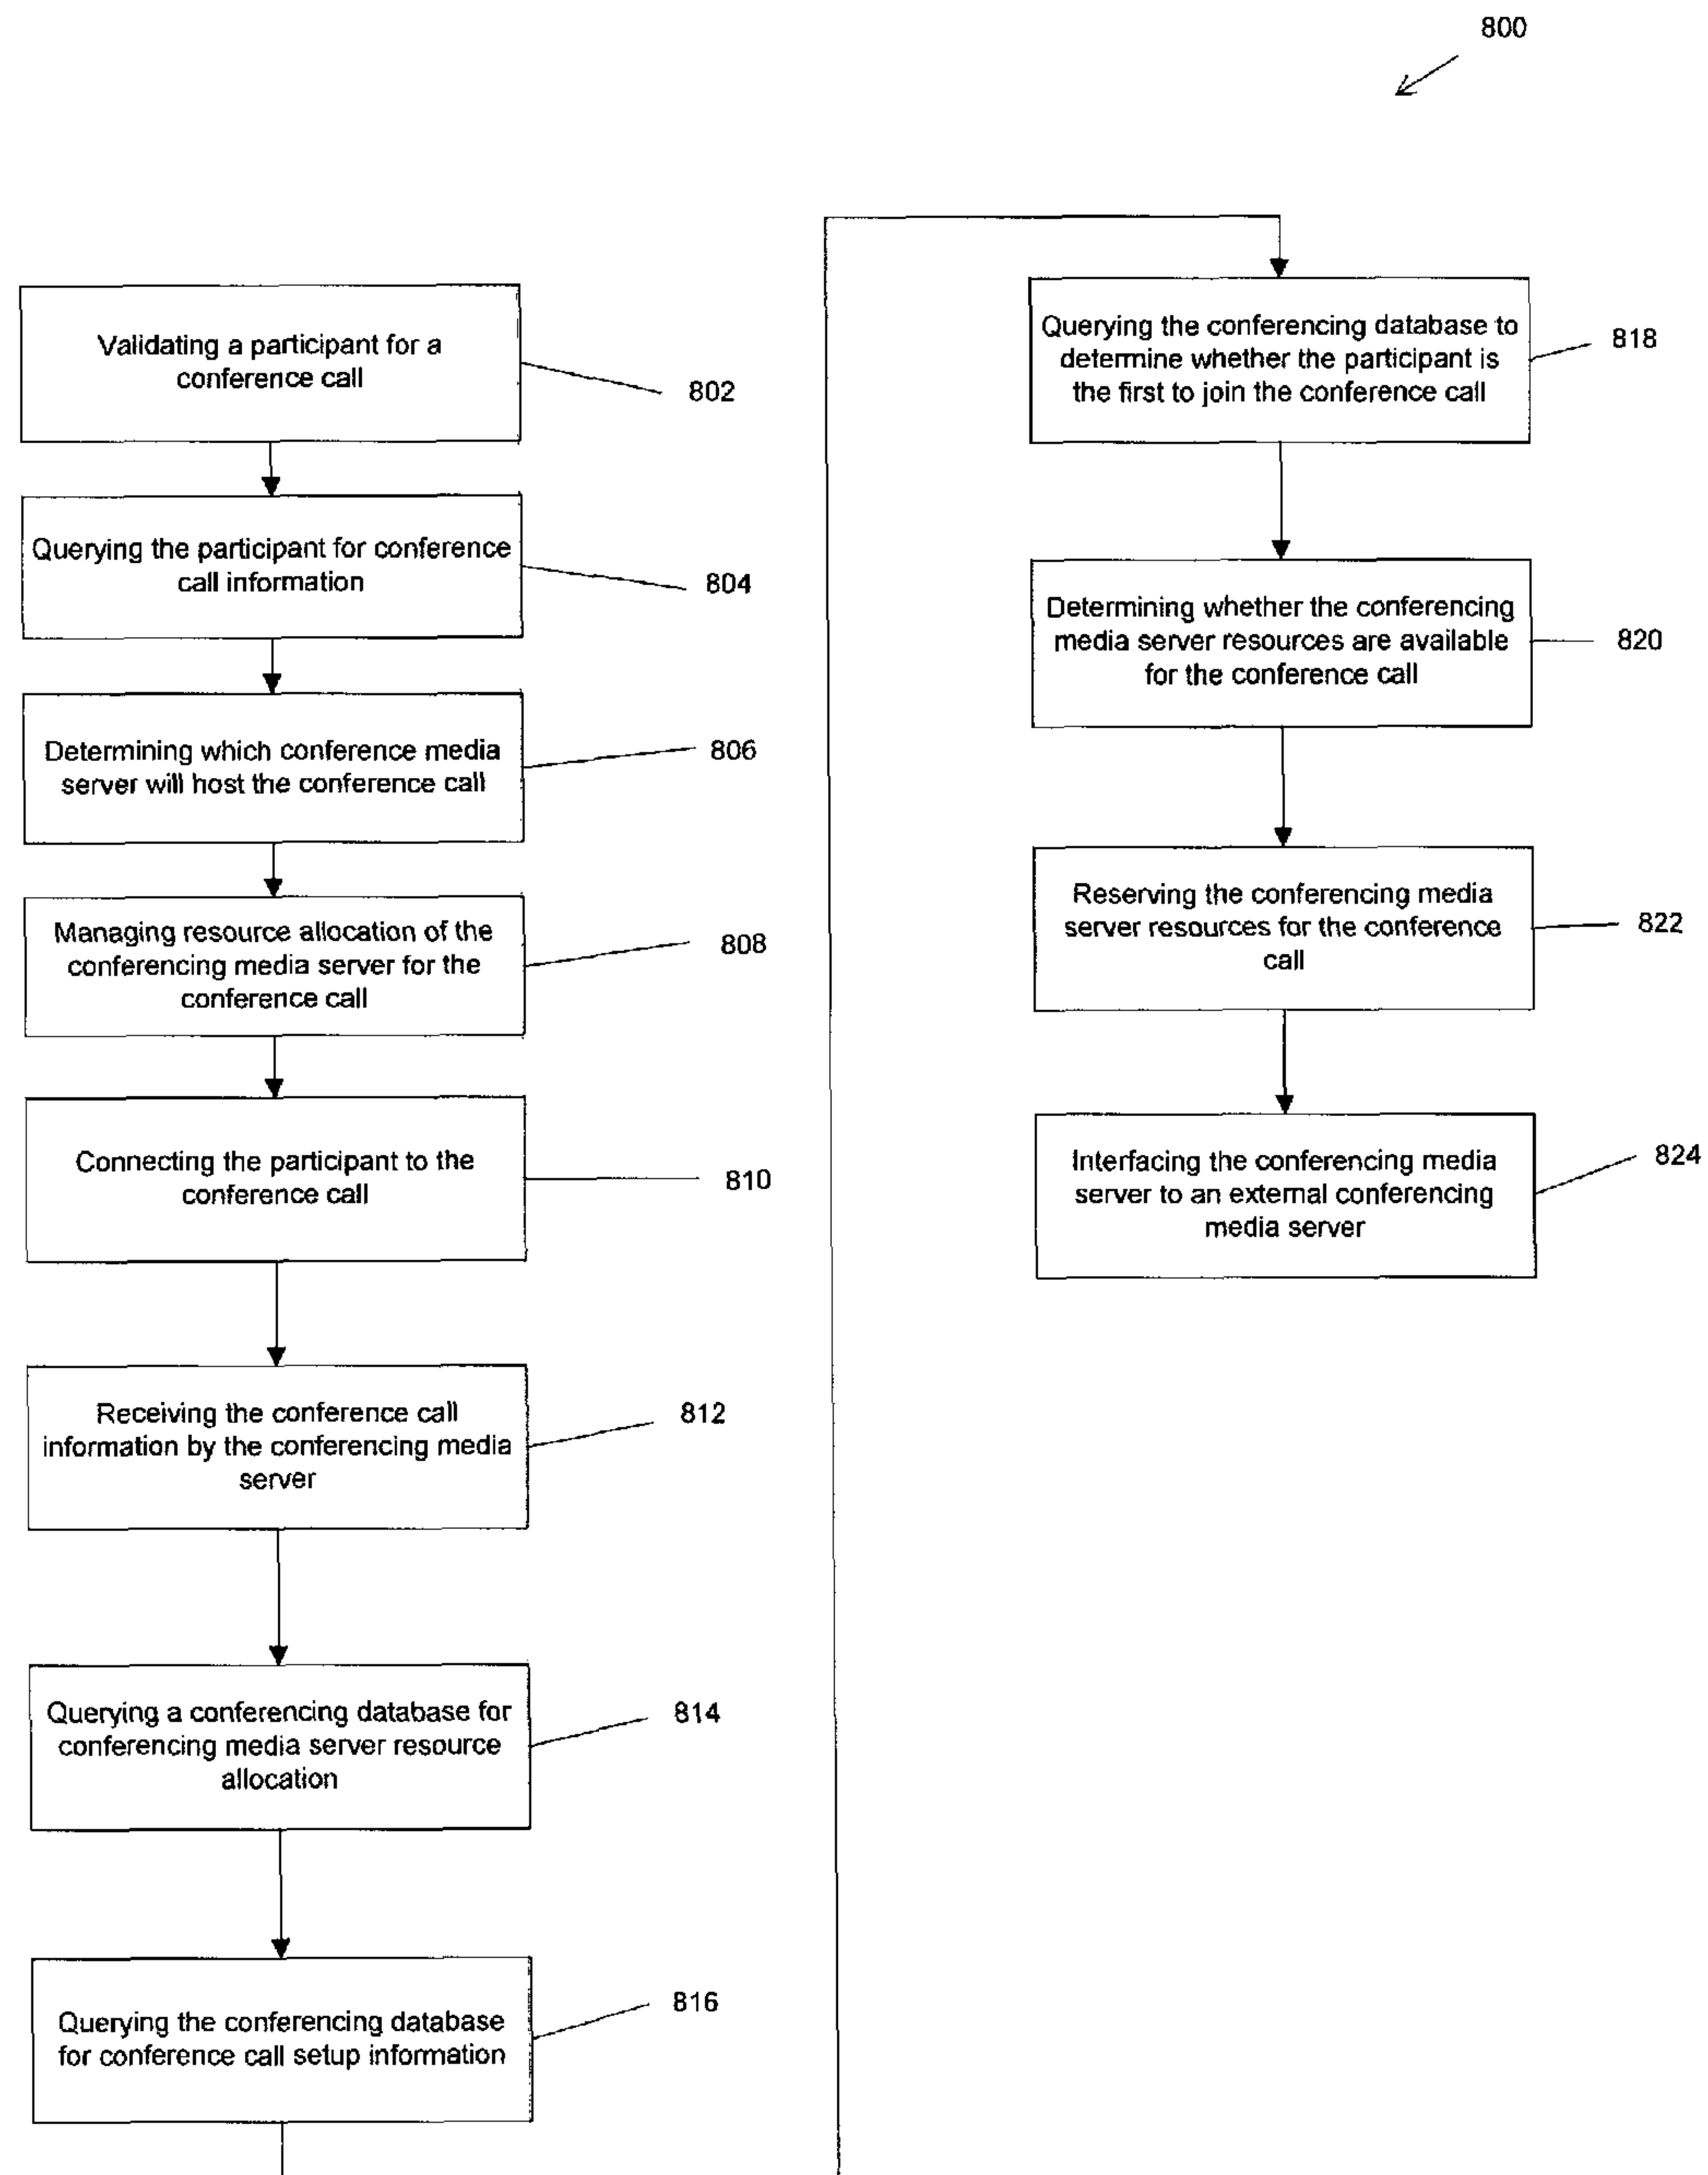 800
Validating a participant for a
conference call
802
Querying the participant for conference
call information
804
Determining which conference media
server will host the conference call
806
Managing resource allocation of the
conferencing media server for the
conference call
808
Connecting the participant to the
conference call
810
Receiving the conference call
information by the conferencing media
server
812
Querying a conferencing database for
conferencing media server resource
allocation
814
Querying the conferencing database
for conference call setup information
816
Querying the conferencing database to
determine whether the participant is
the first to join the conference call
818
Determining whether the conferencing
media server resources are available
for the conference call
820
Reserving the conferencing media
server resources for the conference
call
822
Interfacing the conferencing media
server to an external conferencing
media server
824